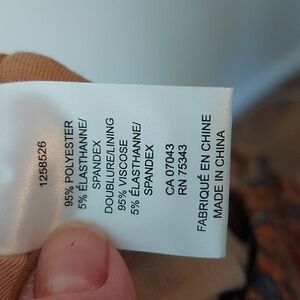 1258526
95% POLYESTER
5% ÉLASTHANNE/
SPANDEX
DOUBLURE/LINING
95% VISCOSE
5% ÉLASTHANNE/
SPANDEX
CA 07043
RN 75343
FABRIQUÉ EN CHINE
MADE IN CHINA